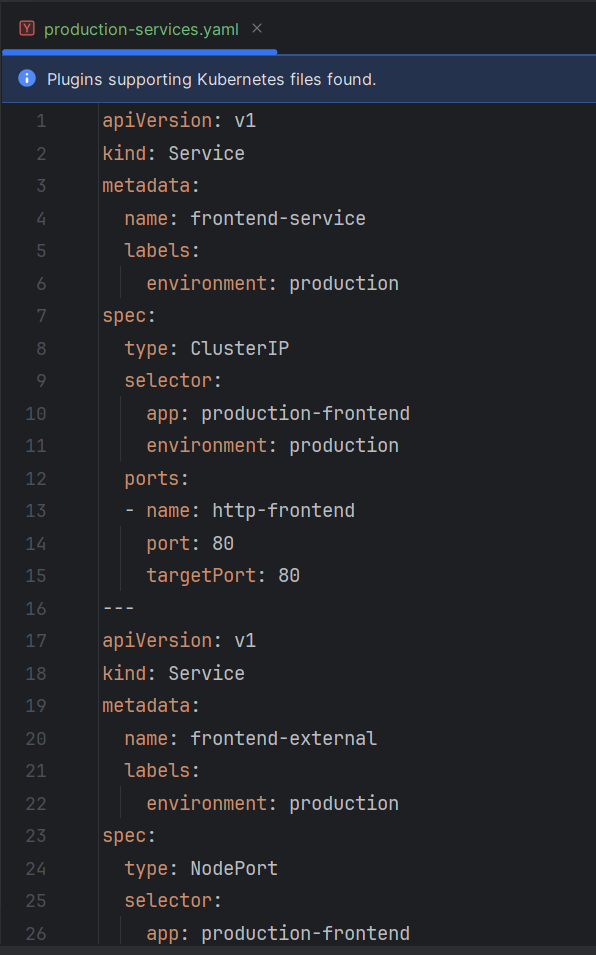 Y production-services.yaml ×
Plugins supporting Kubernetes files found.
1 apiVersion: v1
2 kind: Service
3 metadata:
4   name: frontend-service
5   labels:
6     environment: production
7 spec:
8   type: ClusterIP
9   selector:
10     app: production-frontend
11     environment: production
12   ports:
13   - name: http-frontend
14     port: 80
15     targetPort: 80
16 ---
17 apiVersion: v1
18 kind: Service
19 metadata:
20   name: frontend-external
21   labels:
22     environment: production
23 spec:
24   type: NodePort
25   selector:
26     app: production-frontend